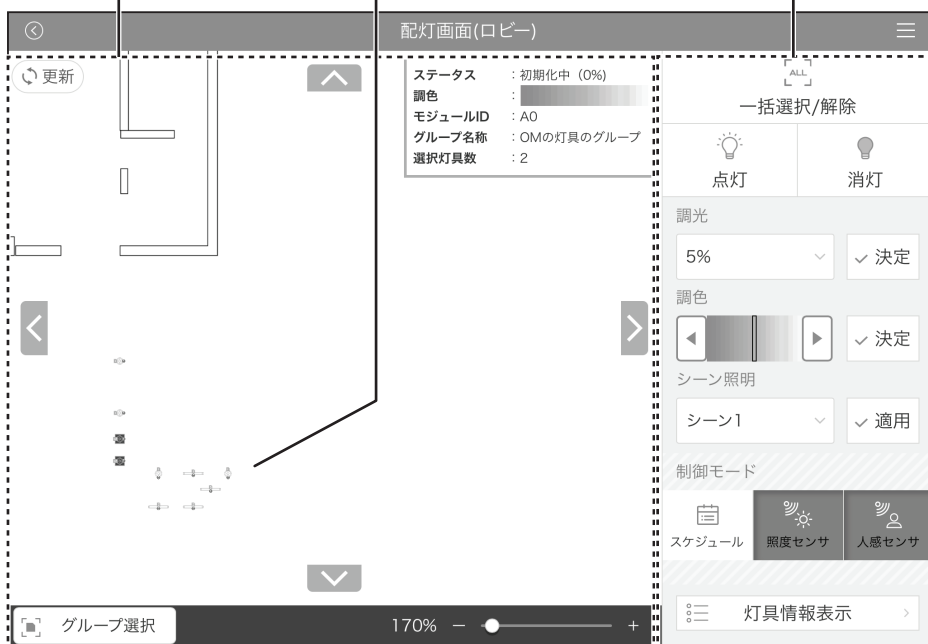 配灯画面(ロビー)
更新
ステータス : 初期化中 (0%)
調色 :
モジュールID : A0
グループ名称 : OMの灯具のグループ
選択灯具数 : 2
グループ選択
170% − +
ALL
一括選択/解除
点灯 消灯
調光
5% 決定
調色
決定
シーン照明
シーン1 適用
制御モード
スケジュール 照度センサ 人感センサ
灯具情報表示